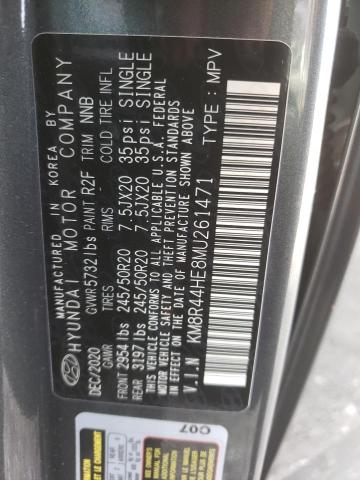 MANUFACTURED IN KOREA BY
HYUNDAI MOTOR COMPANY
GVWR 5732 lbs PAINT R2F TRIM NNB
DEC/2020 GAWR TIRES RIMS COLD TIRE INFL
FRONT 2954 lbs 245/50R20 7.5JX20 35psi SINGLE
REAR 3197 lbs 245/50R20 7.5JX20 35psi SINGLE
THIS VEHICLE CONFORMS TO ALL APPLICABLE U.S.A. FEDERAL
MOTOR VEHICLE SAFETY, BUMPER, AND THEFT PREVENTION STANDARDS
IN EFFECT ON THE DATE OF MANUFACTURE SHOWN ABOVE
V.I.N KM8R44HE8MU261471 TYPE : MPV
C07